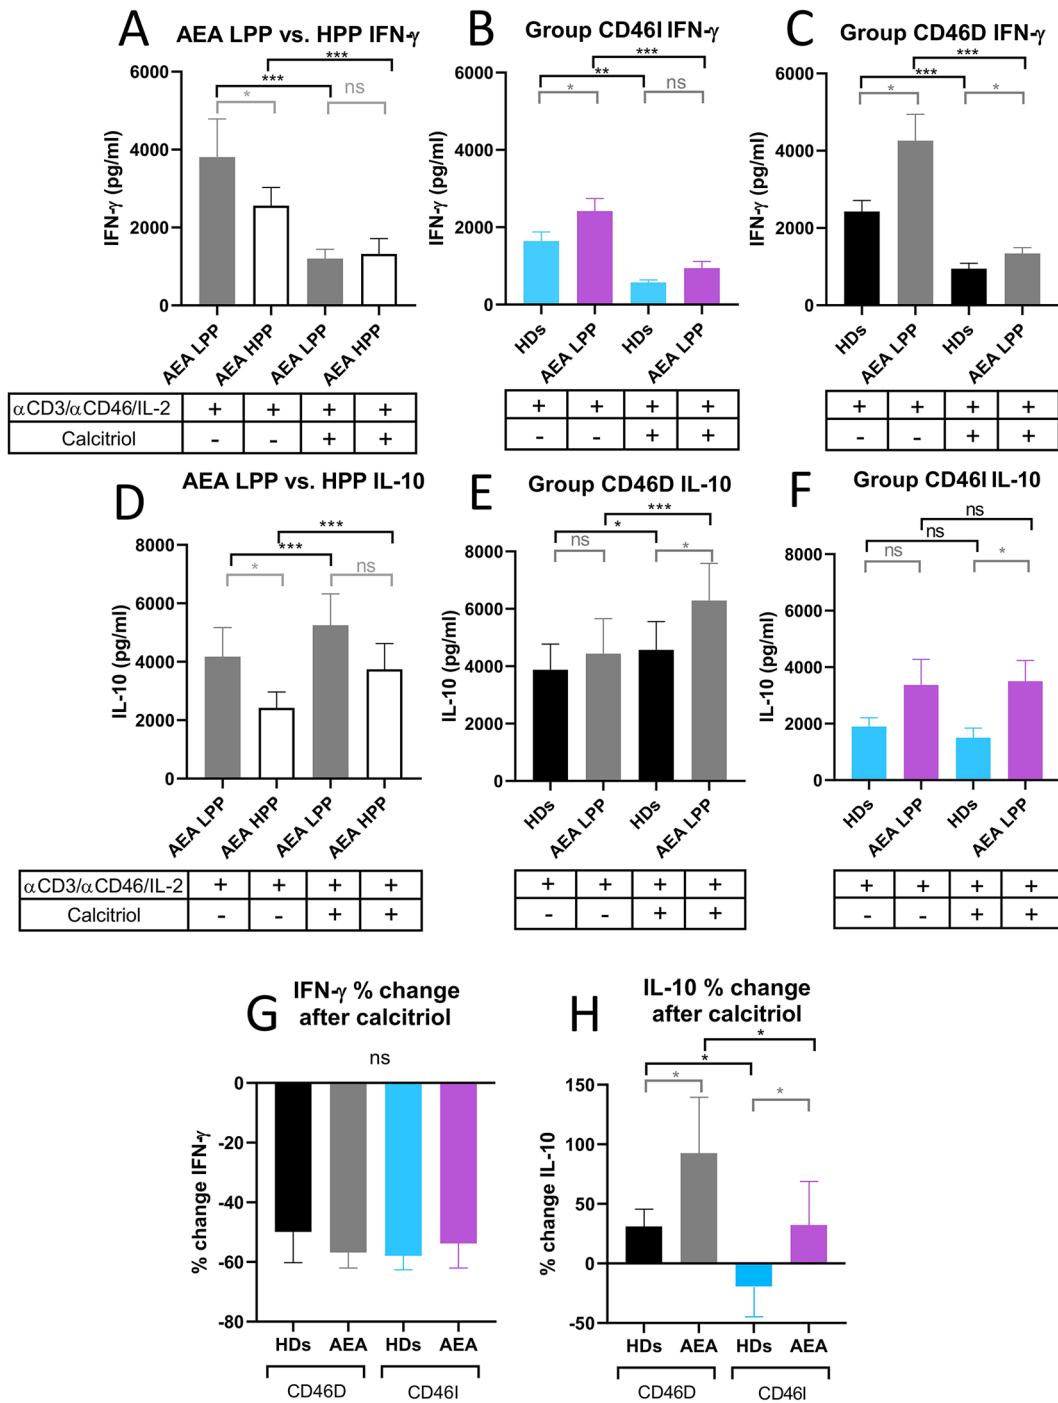 A
AEA LPP vs. HPP IFN-γ
***
***
*
ns
6000
4000
2000
0
IFN-γ (pg/ml)
AEA LPP
AEA HPP
AEA LPP
AEA HPP
αCD3/αCD46/IL-2 + + + +
Calcitriol - - + +
B
Group CD46I IFN-γ
***
**
*
ns
6000
4000
2000
0
IFN-γ (pg/ml)
HDs
AEA LPP
HDs
AEA LPP
+ + + +
- - + +
C
Group CD46D IFN-γ
***
***
*
*
6000
4000
2000
0
IFN-γ (pg/ml)
HDs
AEA LPP
HDs
AEA LPP
+ + + +
- - + +
D
AEA LPP vs. HPP IL-10
***
***
*
ns
8000
6000
4000
2000
0
IL-10 (pg/ml)
AEA LPP
AEA HPP
AEA LPP
AEA HPP
αCD3/αCD46/IL-2 + + + +
Calcitriol - - + +
E
Group CD46D IL-10
***
*
ns
*
8000
6000
4000
2000
0
IL-10 (pg/ml)
HDs
AEA LPP
HDs
AEA LPP
+ + + +
- - + +
F
Group CD46I IL-10
ns
ns
ns
*
8000
6000
4000
2000
0
IL-10 (pg/ml)
HDs
AEA LPP
HDs
AEA LPP
+ + + +
- - + +
G
IFN-γ % change
after calcitriol
ns
0
-20
-40
-60
-80
% change IFN-γ
HDs AEA HDs AEA
CD46D CD46I
H
IL-10 % change
after calcitriol
*
*
*
*
150
100
50
0
-50
% change IL-10
HDs AEA HDs AEA
CD46D CD46I